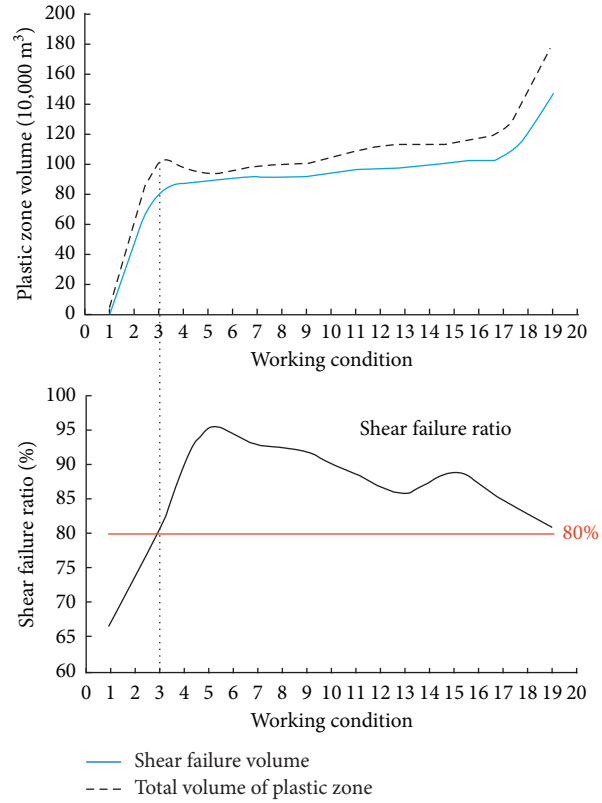 200
180
160
140
120
100
80
60
40
20
0
Plastic zone volume (10,000 m³)
0 1 2 3 4 5 6 7 8 9 10 11 12 13 14 15 16 17 18 19 20
Working condition
100
95
90
85
80
75
70
65
60
Shear failure ratio (%)
Shear failure ratio
80%
0 1 2 3 4 5 6 7 8 9 10 11 12 13 14 15 16 17 18 19 20
Working condition
Shear failure volume
Total volume of plastic zone